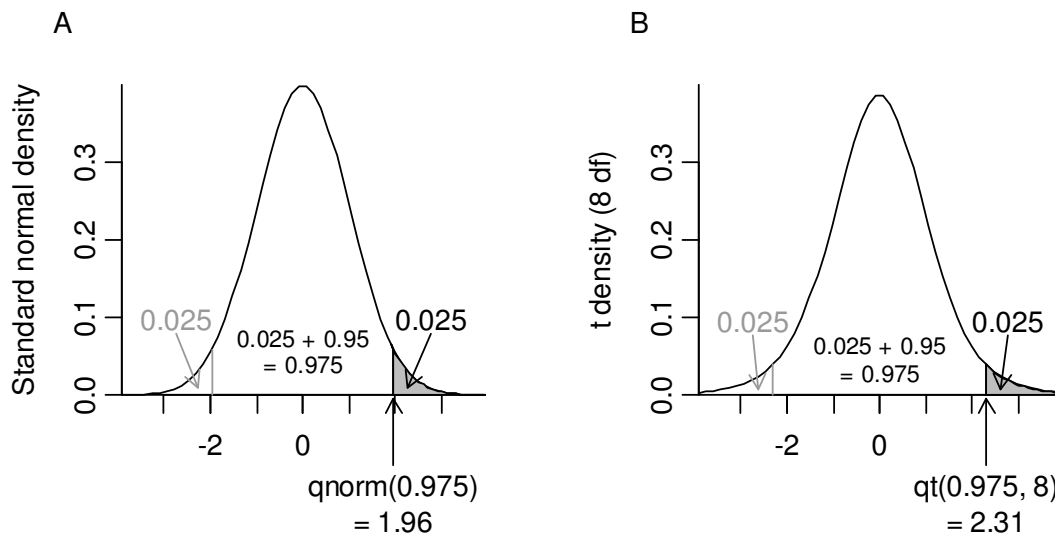 A
Standard normal density
0.0
0.1
0.2
0.3
-2
0
0.025
0.025 + 0.95
= 0.975
0.025
qnorm(0.975)
= 1.96
B
t density (8 df)
0.0
0.1
0.2
0.3
-2
0
0.025
0.025 + 0.95
= 0.975
0.025
qt(0.975, 8)
= 2.31